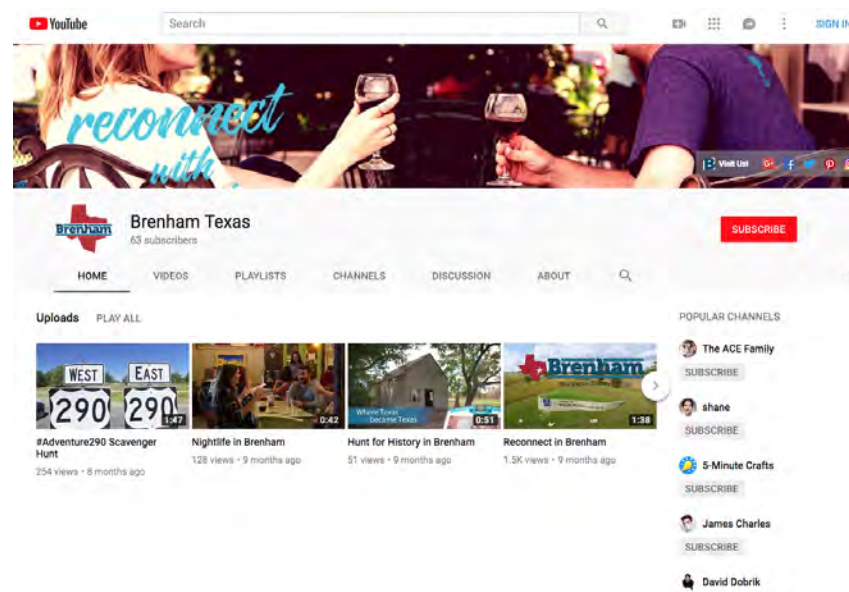 YouTube
Search
SIGN IN
reconnect
with
Visit Us!
Brenham
Brenham Texas
63 subscribers
SUBSCRIBE
HOME VIDEOS PLAYLISTS CHANNELS DISCUSSION ABOUT
Uploads PLAY ALL
WEST EAST
290 290
1:47
0:42
Where Texas
became Texas
0:51
Brenham
1:38
#Adventure290 Scavenger
Hunt
254 views • 8 months ago
Nightlife in Brenham
128 views • 9 months ago
Hunt for History in Brenham
51 views • 9 months ago
Reconnect in Brenham
1.5K views • 9 months ago
POPULAR CHANNELS
The ACE Family
SUBSCRIBE
shane
SUBSCRIBE
5-Minute Crafts
SUBSCRIBE
James Charles
SUBSCRIBE
David Dobrik